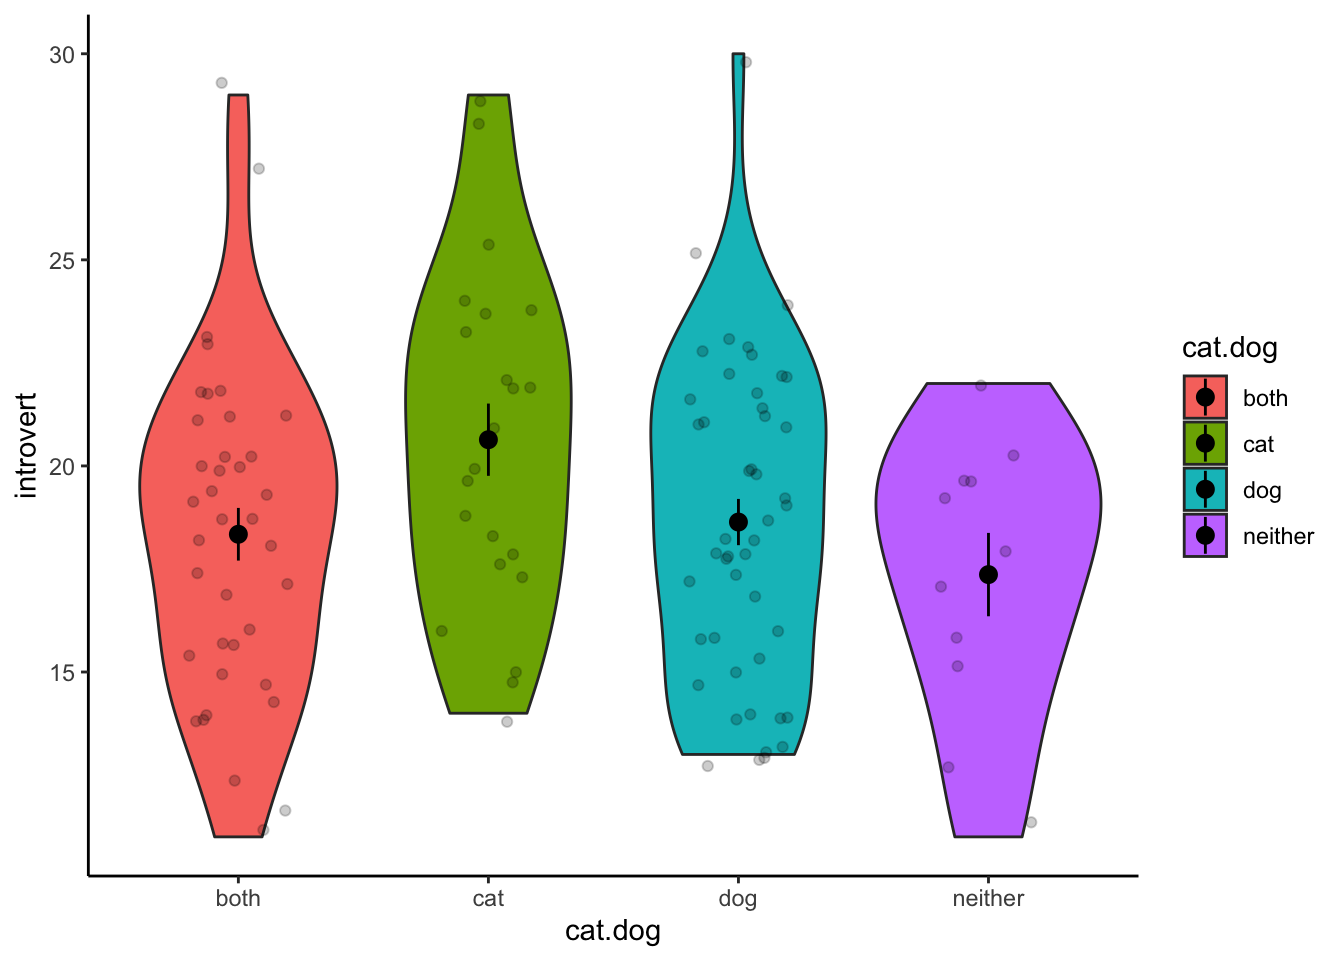 30
25
20
15
introvert
both
cat
dog
neither
cat.dog
cat.dog
both
cat
dog
neither